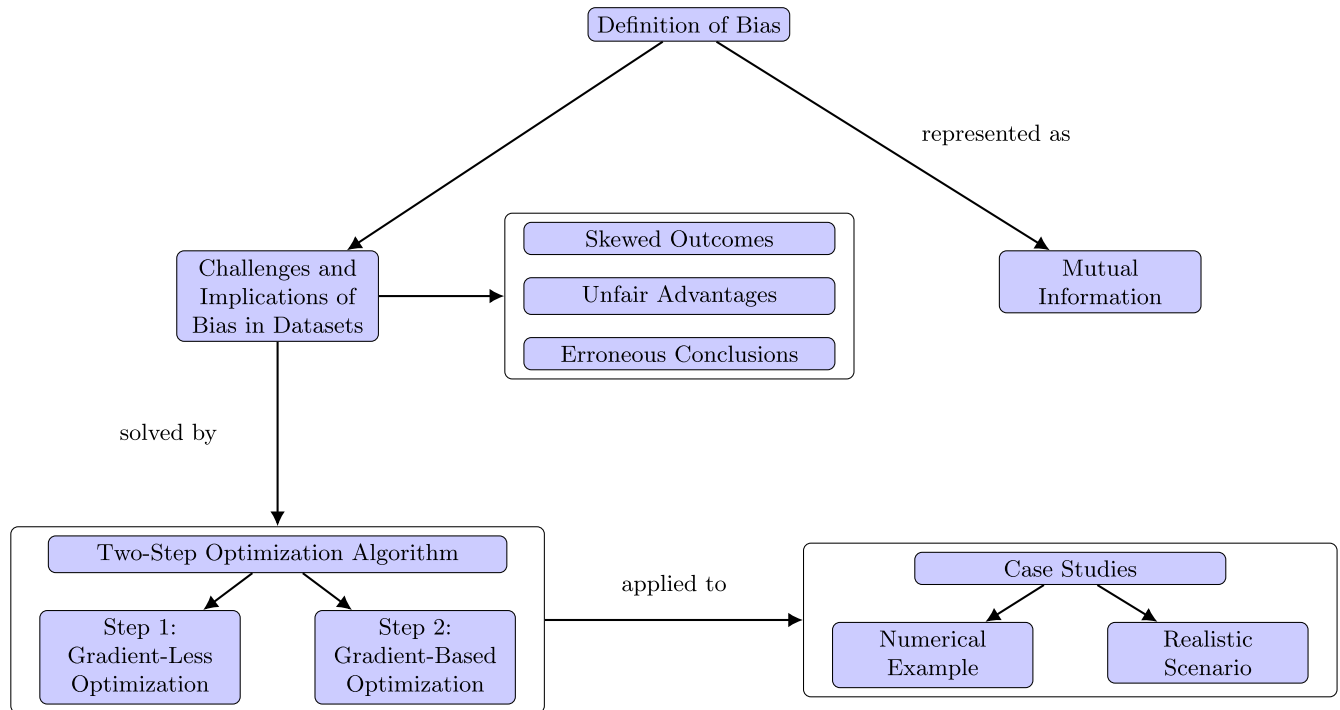 Definition of Bias
represented as
Challenges and
Implications of
Bias in Datasets
Skewed Outcomes
Unfair Advantages
Erroneous Conclusions
Mutual
Information
solved by
Two-Step Optimization Algorithm
Step 1:
Gradient-Less
Optimization
Step 2:
Gradient-Based
Optimization
applied to
Case Studies
Numerical
Example
Realistic
Scenario